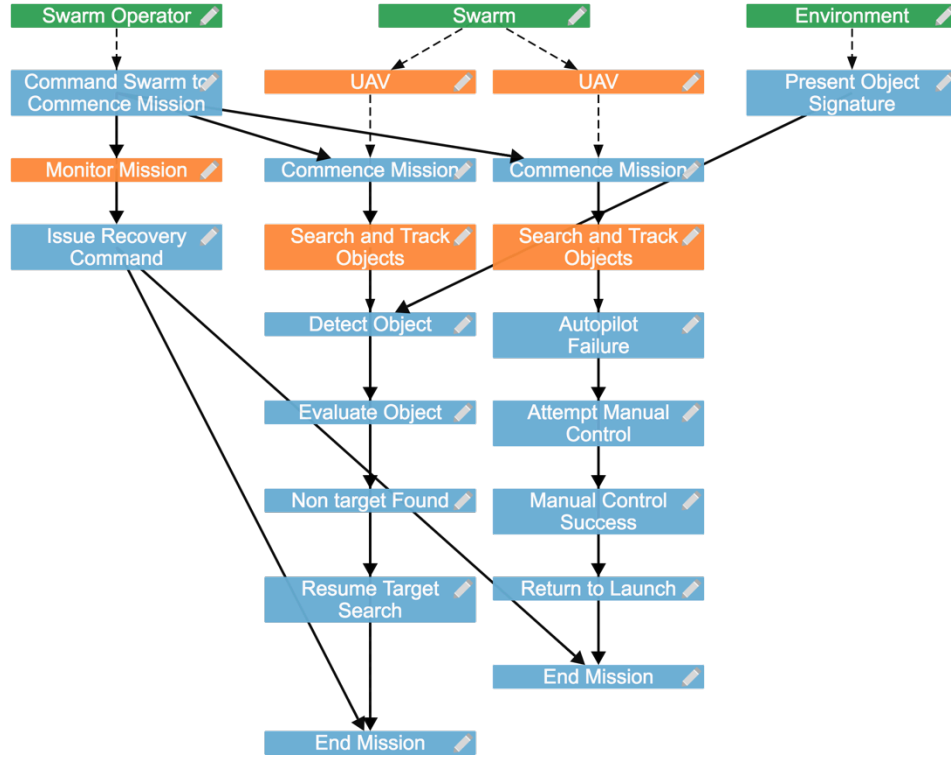 Swarm Operator
Swarm
Environment
Command Swarm to
Commence Mission
UAV
UAV
Present Object
Signature
Monitor Mission
Commence Mission
Commence Mission
Issue Recovery
Command
Search and Track
Objects
Search and Track
Objects
Detect Object
Autopilot
Failure
Evaluate Object
Attempt Manual
Control
Non target Found
Manual Control
Success
Resume Target
Search
Return to Launch
End Mission
End Mission